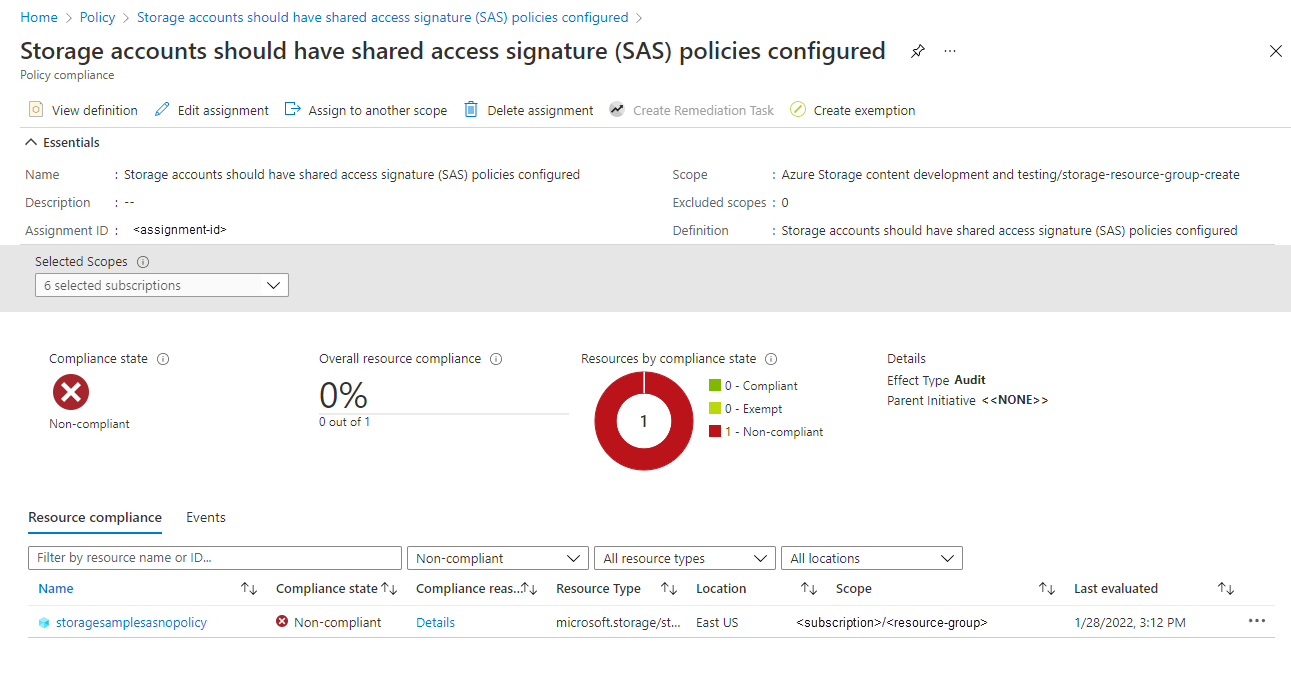 Home > Policy > Storage accounts should have shared access signature (SAS) policies configured >
Storage accounts should have shared access signature (SAS) policies configured ...
Policy compliance
View definition Edit assignment Assign to another scope Delete assignment Create Remediation Task Create exemption
Essentials
Name : Storage accounts should have shared access signature (SAS) policies configured
Scope : Azure Storage content development and testing/storage-resource-group-create
Description : --
Excluded scopes : 0
Assignment ID : <assignment-id>
Definition : Storage accounts should have shared access signature (SAS) policies configured
Selected Scopes
6 selected subscriptions
Compliance state
Non-compliant
Overall resource compliance
0%
0 out of 1
Resources by compliance state
1
0 - Compliant
0 - Exempt
1 - Non-compliant
Details
Effect Type Audit
Parent Initiative <<NONE>>
Resource compliance Events
Filter by resource name or ID... Non-compliant All resource types All locations
Name Compliance state Compliance reas... Resource Type Location Scope Last evaluated
storagesamplesasnopolicy Non-compliant Details microsoft.storage/st... East US <subscription>/<resource-group> 1/28/2022, 3:12 PM ...